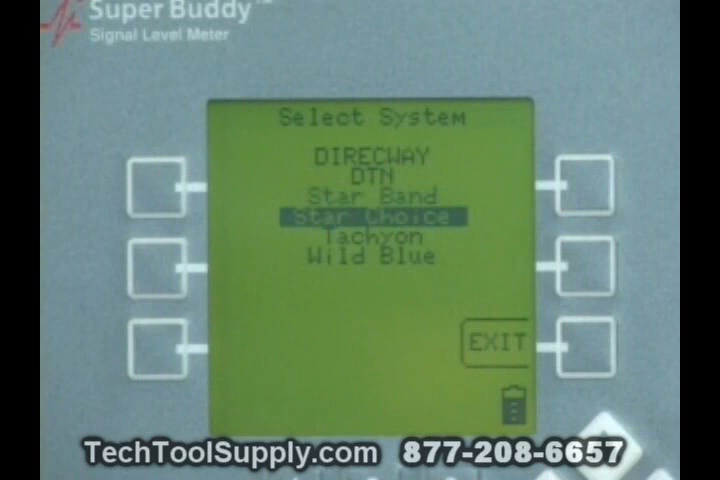 Super Buddy™
Signal Level Meter
Select System
DIRECWAY
DTN
Star Band
Star Choice
Tachyon
Wild Blue
EXIT
TechToolSupply.com 877-208-6657